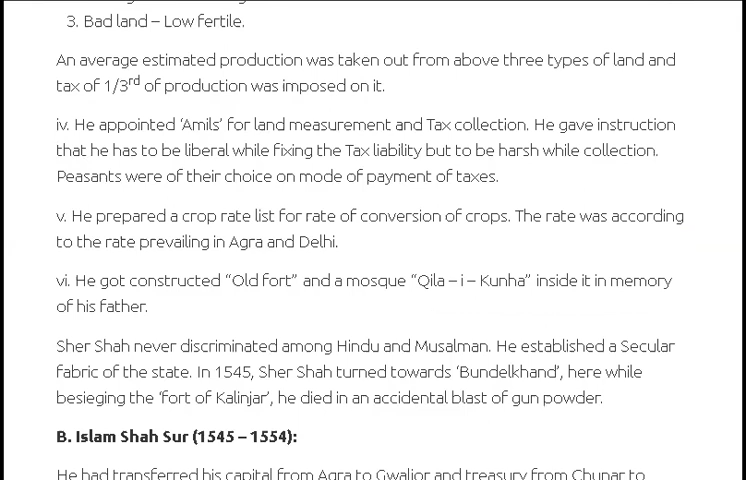 3. Bad land – Low fertile.
An average estimated production was taken out from above three types of land and
tax of 1/3rd of production was imposed on it.
iv. He appointed ‘Amils’ for land measurement and Tax collection. He gave instruction
that he has to be liberal while fixing the Tax liability but to be harsh while collection.
Peasants were of their choice on mode of payment of taxes.
v. He prepared a crop rate list for rate of conversion of crops. The rate was according
to the rate prevailing in Agra and Delhi.
vi. He got constructed “Old fort” and a mosque “Qila – i – Kunha” inside it in memory
of his father.
Sher Shah never discriminated among Hindu and Musalman. He established a Secular
fabric of the state. In 1545, Sher Shah turned towards ‘Bundelkhand’, here while
besieging the ‘fort of Kalinjar’, he died in an accidental blast of gun powder.
B. Islam Shah Sur (1545 – 1554):
He had transferred his capital from Agra to Gwalior and treasury from Chunar to